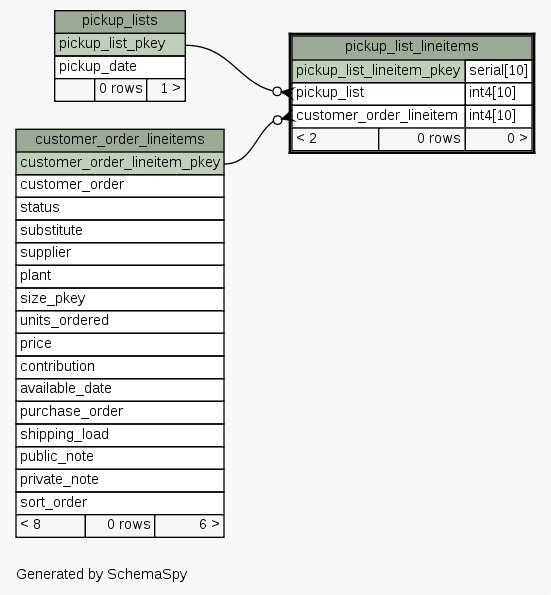 pickup_lists
pickup_list_pkey
pickup_date
0 rows 1 >
pickup_list_lineitems
pickup_list_lineitem_pkey serial[10]
pickup_list int4[10]
customer_order_lineitem int4[10]
< 2 0 rows 0 >
customer_order_lineitems
customer_order_lineitem_pkey
customer_order
status
substitute
supplier
plant
size_pkey
units_ordered
price
contribution
available_date
purchase_order
shipping_load
public_note
private_note
sort_order
< 8 0 rows 6 >
Generated by SchemaSpy